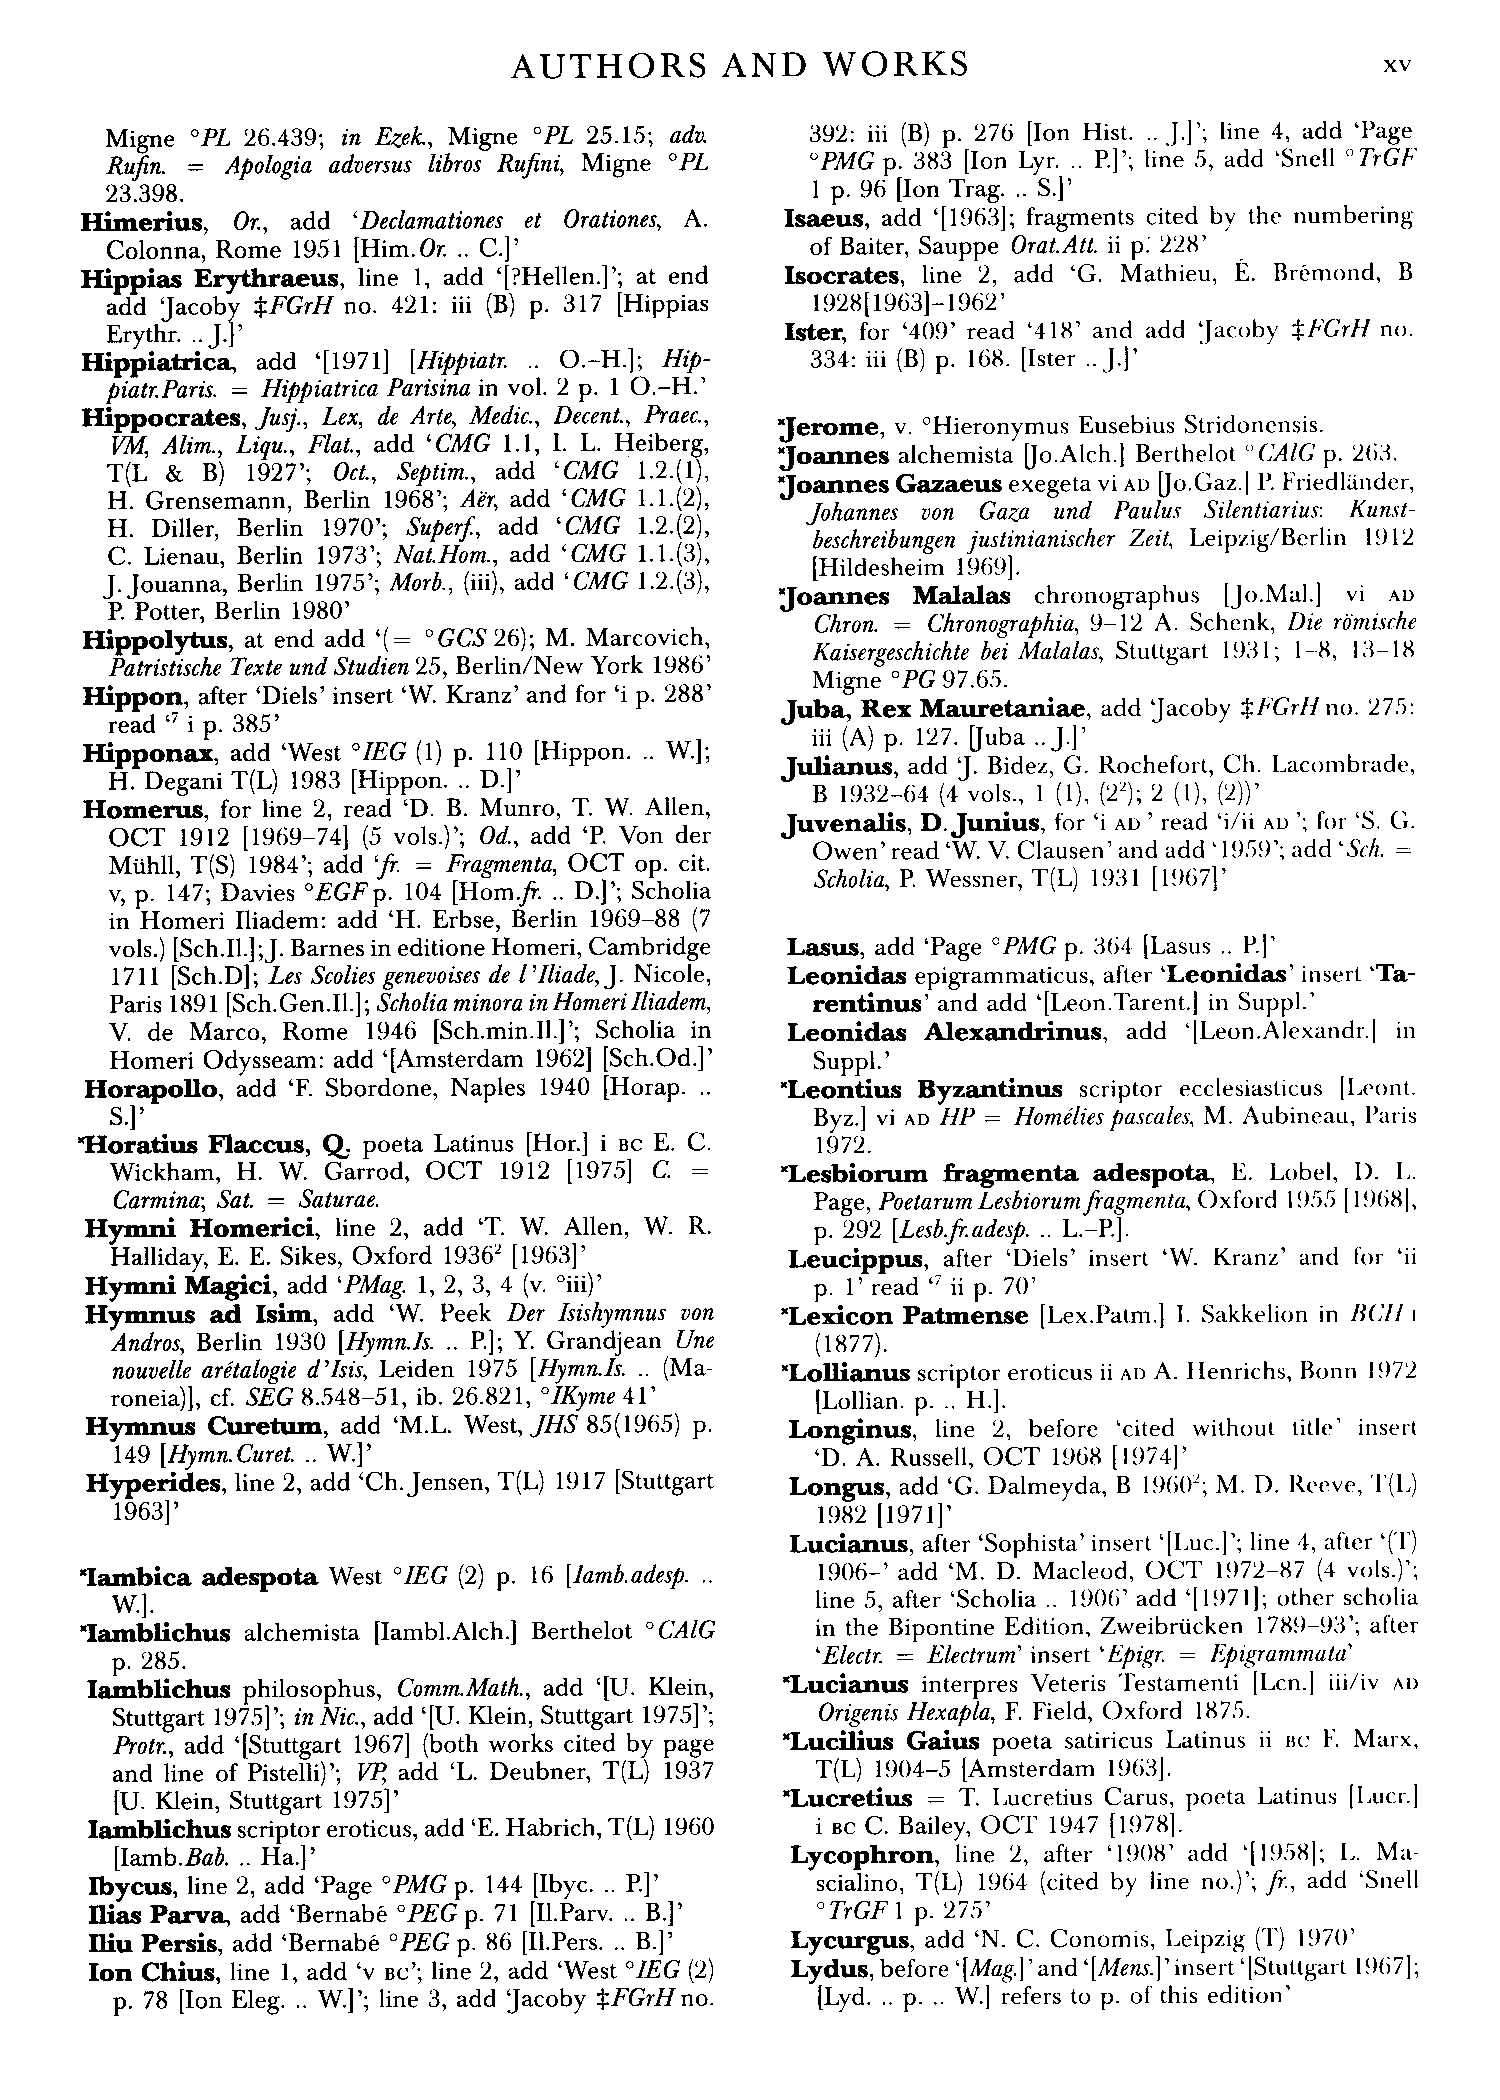 AUTHORS AND WORKS
xv
Migne °PL 26.439; in Ezek., Migne °PL 25.15; adv.
Rufin. = Apologia adversus libros Rufini, Migne °PL
23.398.
Himerius, Or., add ‘Declamationes et Orationes, A.
Colonna, Rome 1951 [Him.Or. .. C.]’
Hippias Erythraeus, line 1, add ‘[?Hellen.]’; at end
add ‘Jacoby ‡FGrH no. 421: iii (B) p. 317 [Hippias
Erythr. .. J.]’
Hippiatrica, add ‘[1971] [Hippiatr. .. O.–H.]; Hip-
piatr.Paris. = Hippiatrica Parisina in vol. 2 p. 1 O.–H.’
Hippocrates, Jusj., Lex, de Arte, Medic., Decent., Praec.,
VM, Alim., Liqu., Flat., add ‘CMG 1.1, I. L. Heiberg,
T(L & B) 1927’; Oct., Septim., add ‘CMG 1.2.(1),
H. Grensemann, Berlin 1968’; Aër, add ‘CMG 1.1.(2),
H. Diller, Berlin 1970’; Superf., add ‘CMG 1.2.(2),
C. Lienau, Berlin 1973’; Nat.Hom., add ‘CMG 1.1.(3),
J. Jouanna, Berlin 1975’; Morb., (iii), add ‘CMG 1.2.(3),
P. Potter, Berlin 1980’
Hippolytus, at end add ‘(= °GCS 26); M. Marcovich,
Patristische Texte und Studien 25, Berlin/New York 1986’
Hippon, after ‘Diels’ insert ‘W. Kranz’ and for ‘i p. 288’
read ‘⁷ i p. 385’
Hipponax, add ‘West °IEG (1) p. 110 [Hippon. .. W.];
H. Degani T(L) 1983 [Hippon. .. D.]’
Homerus, for line 2, read ‘D. B. Munro, T. W. Allen,
OCT 1912 [1969–74] (5 vols.)’; Od., add ‘P. Von der
Mühll, T(S) 1984’; add ‘fr. = Fragmenta, OCT op. cit.
v, p. 147; Davies °EGF p. 104 [Hom.fr. .. D.]’; Scholia
in Homeri Iliadem: add ‘H. Erbse, Berlin 1969–88 (7
vols.) [Sch.Il.]; J. Barnes in editione Homeri, Cambridge
1711 [Sch.D]; Les Scolies genevoises de l’Iliade, J. Nicole,
Paris 1891 [Sch.Gen.Il.]; Scholia minora in Homeri Iliadem,
V. de Marco, Rome 1946 [Sch.min.Il.]’; Scholia in
Homeri Odysseam: add ‘[Amsterdam 1962] [Sch.Od.]’
Horapollo, add ‘F. Sbordone, Naples 1940 [Horap. ..
S.]’
*Horatius Flaccus, Q. poeta Latinus [Hor.] i BC E. C.
Wickham, H. W. Garrod, OCT 1912 [1975] C. =
Carmina; Sat. = Saturae.
Hymni Homerici, line 2, add ‘T. W. Allen, W. R.
Halliday, E. E. Sikes, Oxford 1936² [1963]’
Hymni Magici, add ‘PMag. 1, 2, 3, 4 (v. °iii)’
Hymnus ad Isim, add ‘W. Peek Der Isishymnus von
Andros, Berlin 1930 [Hymn.Is. .. P.]; Y. Grandjean Une
nouvelle arétalogie d’Isis, Leiden 1975 [Hymn.Is. .. (Ma-
roneia)], cf. SEG 8.548–51, ib. 26.821, °IKyme 41’
Hymnus Curetum, add ‘M.L. West, JHS 85(1965) p.
149 [Hymn.Curet. .. W.]’
Hyperides, line 2, add ‘Ch. Jensen, T(L) 1917 [Stuttgart
1963]’
*Iambica adespota West °IEG (2) p. 16 [Iamb.adesp. ..
W.].
*Iamblichus alchemista [Iambl.Alch.] Berthelot °CAlG
p. 285.
Iamblichus philosophus, Comm.Math., add ‘[U. Klein,
Stuttgart 1975]’; in Nic., add ‘[U. Klein, Stuttgart 1975]’;
Protr., add ‘[Stuttgart 1967] (both works cited by page
and line of Pistelli)’; VP, add ‘L. Deubner, T(L) 1937
[U. Klein, Stuttgart 1975]’
Iamblichus scriptor eroticus, add ‘E. Habrich, T(L) 1960
[Iamb.Bab. .. Ha.]’
Ibycus, line 2, add ‘Page °PMG p. 144 [Ibyc. .. P.]’
Ilias Parva, add ‘Bernabé °PEG p. 71 [Il.Parv. .. B.]’
Iliu Persis, add ‘Bernabé °PEG p. 86 [Il.Pers. .. B.]’
Ion Chius, line 1, add ‘v BC’; line 2, add ‘West °IEG (2)
p. 78 [Ion Eleg. .. W.]’; line 3, add ‘Jacoby ‡FGrH no.
392: iii (B) p. 276 [Ion Hist. .. J.]’; line 4, add ‘Page
°PMG p. 383 [Ion Lyr. .. P.]’; line 5, add ‘Snell °TrGF
1 p. 96 [Ion Trag. .. S.]’
Isaeus, add ‘[1963]; fragments cited by the numbering
of Baiter, Sauppe Orat.Att. ii p. 228’
Isocrates, line 2, add ‘G. Mathieu, É. Brémond, B
1928[1963]–1962’
Ister, for ‘409’ read ‘418’ and add ‘Jacoby ‡FGrH no.
334: iii (B) p. 168. [Ister .. J.]’
*Jerome, v. °Hieronymus Eusebius Stridonensis.
*Joannes alchemista [Jo.Alch.] Berthelot °CAlG p. 263.
*Joannes Gazaeus exegeta vi AD [Jo.Gaz.] P. Friedländer,
Johannes von Gaza und Paulus Silentiarius: Kunst-
beschreibungen justinianischer Zeit, Leipzig/Berlin 1912
[Hildesheim 1969].
*Joannes Malalas chronographus [Jo.Mal.] vi AD
Chron. = Chronographia, 9–12 A. Schenk, Die römische
Kaisergeschichte bei Malalas, Stuttgart 1931; 1–8, 13–18
Migne °PG 97.65.
Juba, Rex Mauretaniae, add ‘Jacoby ‡FGrH no. 275:
iii (A) p. 127. [Juba .. J.]’
Julianus, add ‘J. Bidez, G. Rochefort, Ch. Lacombrade,
B 1932–64 (4 vols., 1 (1), (2²); 2 (1), (2))’
Juvenalis, D. Junius, for ‘i AD ’ read ‘i/ii AD ’; for ‘S. G.
Owen’ read ‘W. V. Clausen’ and add ‘1959’; add ‘Sch. =
Scholia, P. Wessner, T(L) 1931 [1967]’
Lasus, add ‘Page °PMG p. 364 [Lasus .. P.]’
Leonidas epigrammaticus, after ‘Leonidas’ insert ‘Ta-
rentinus’ and add ‘[Leon.Tarent.] in Suppl.’
Leonidas Alexandrinus, add ‘[Leon.Alexandr.] in
Suppl.’
*Leontius Byzantinus scriptor ecclesiasticus [Leont.
Byz.] vi AD HP = Homélies pascales, M. Aubineau, Paris
1972.
*Lesbiorum fragmenta adespota, E. Lobel, D. L.
Page, Poetarum Lesbiorum fragmenta, Oxford 1955 [1968],
p. 292 [Lesb.fr.adesp. .. L.–P.].
Leucippus, after ‘Diels’ insert ‘W. Kranz’ and for ‘ii
p. 1’ read ‘⁷ ii p. 70’
*Lexicon Patmense [Lex.Patm.] I. Sakkelion in BCH 1
(1877).
*Lollianus scriptor eroticus ii AD A. Henrichs, Bonn 1972
[Lollian. p. .. H.].
Longinus, line 2, before ‘cited without title’ insert
‘D. A. Russell, OCT 1968 [1974]’
Longus, add ‘G. Dalmeyda, B 1960²; M. D. Reeve, T(L)
1982 [1971]’
Lucianus, after ‘Sophista’ insert ‘[Luc.]’; line 4, after ‘(T)
1906–’ add ‘M. D. Macleod, OCT 1972–87 (4 vols.)’;
line 5, after ‘Scholia .. 1906’ add ‘[1971]; other scholia
in the Bipontine Edition, Zweibrücken 1789–93’; after
‘Electr. = Electrum’ insert ‘Epigr. = Epigrammata’
*Lucianus interpres Veteris Testamenti [Lcn.] iii/iv AD
Origenis Hexapla, F. Field, Oxford 1875.
*Lucilius Gaius poeta satiricus Latinus ii BC F. Marx,
T(L) 1904–5 [Amsterdam 1963].
*Lucretius = T. Lucretius Carus, poeta Latinus [Lucr.]
i BC C. Bailey, OCT 1947 [1978].
Lycophron, line 2, after ‘1908’ add ‘[1958]; L. Ma-
scialino, T(L) 1964 (cited by line no.)’; fr., add ‘Snell
°TrGF 1 p. 275’
Lycurgus, add ‘N. C. Conomis, Leipzig (T) 1970’
Lydus, before ‘[Mag.]’ and ‘[Mens.]’ insert ‘[Stuttgart 1967];
[Lyd. .. p. .. W.] refers to p. of this edition’